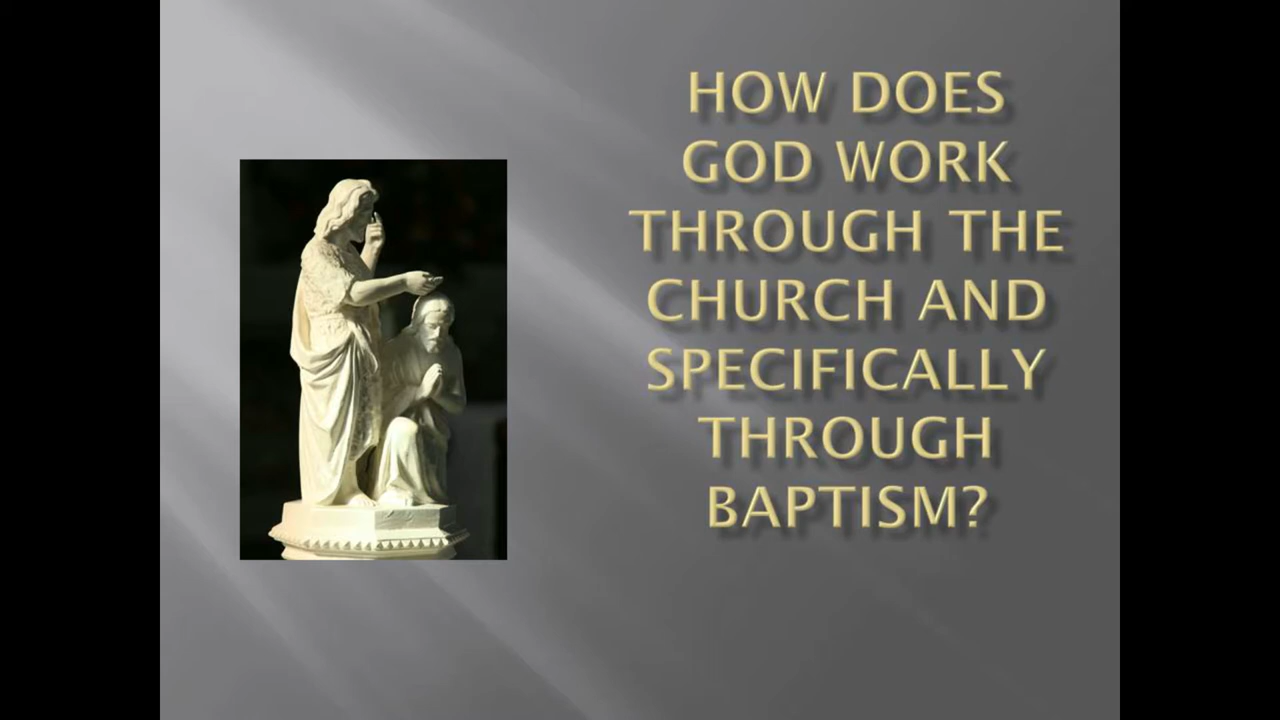 HOW DOES
GOD WORK
THROUGH THE
CHURCH AND
SPECIFICALLY
THROUGH
BAPTISM?